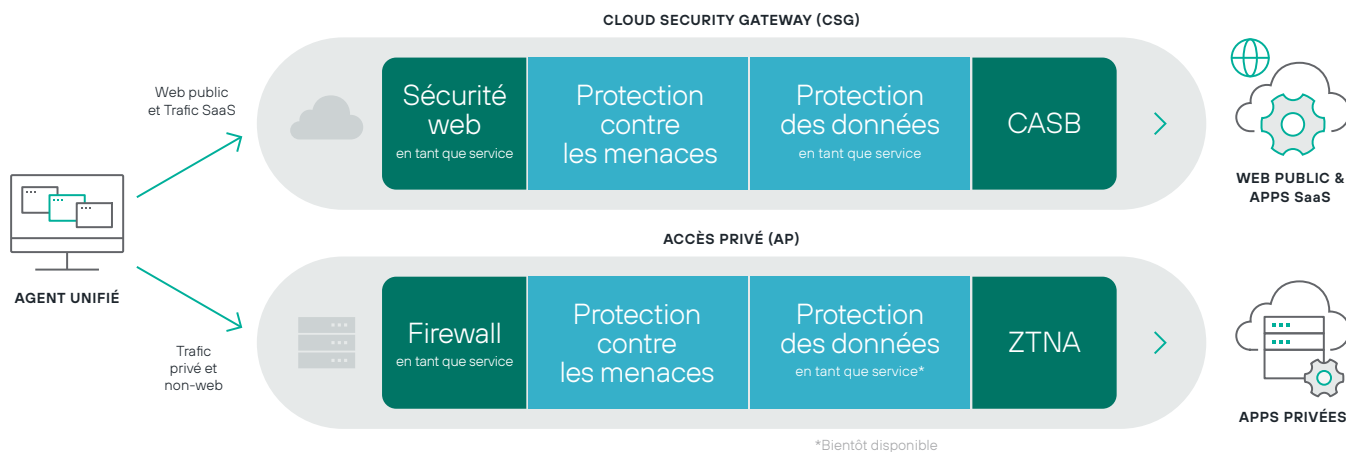 CLOUD SECURITY GATEWAY (CSG)
Web public
et Trafic SaaS
Sécurité
web
en tant que service
Protection
contre
les menaces
Protection
des données
en tant que service
CASB
WEB PUBLIC &
APPS SaaS
AGENT UNIFIÉ
ACCÈS PRIVÉ (AP)
Trafic
privé et
non-web
Firewall
en tant que service
Protection
contre
les menaces
Protection
des données
en tant que service*
ZTNA
APPS PRIVÉES
*Bientôt disponible